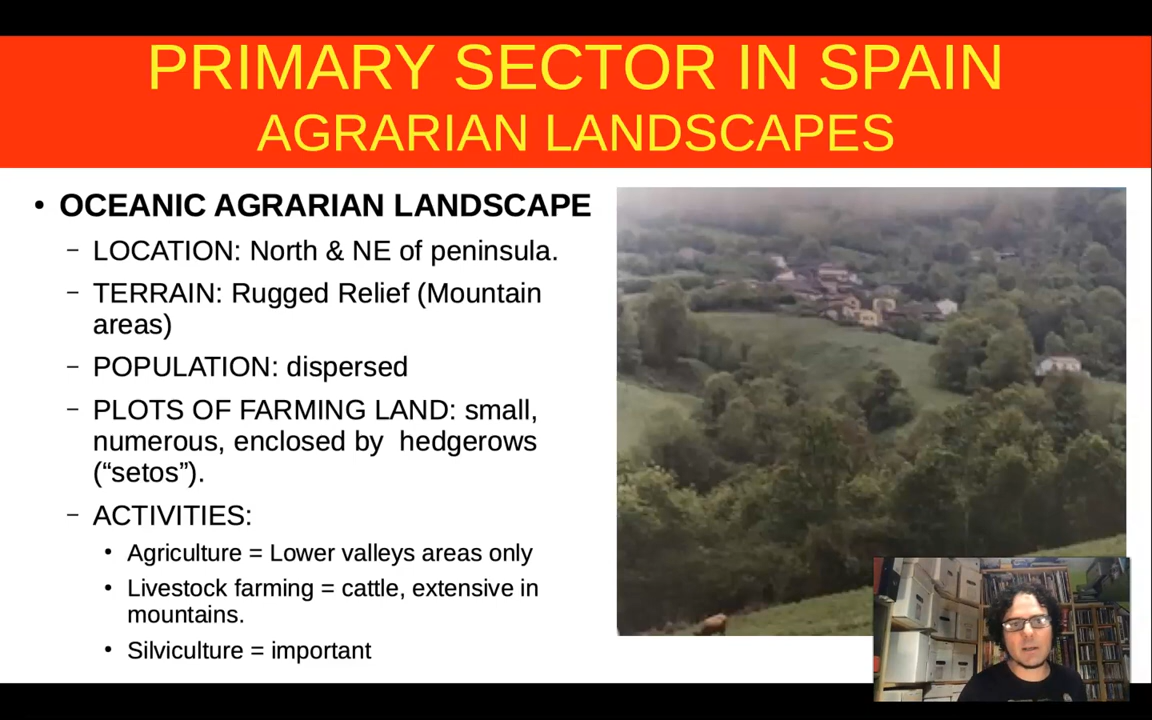 PRIMARY SECTOR IN SPAIN
AGRARIAN LANDSCAPES
• OCEANIC AGRARIAN LANDSCAPE
– LOCATION: North & NE of peninsula.
– TERRAIN: Rugged Relief (Mountain
areas)
– POPULATION: dispersed
– PLOTS OF FARMING LAND: small,
numerous, enclosed by  hedgerows
(“setos”).
– ACTIVITIES:
• Agriculture = Lower valleys areas only
• Livestock farming = cattle, extensive in
mountains.
• Silviculture = important